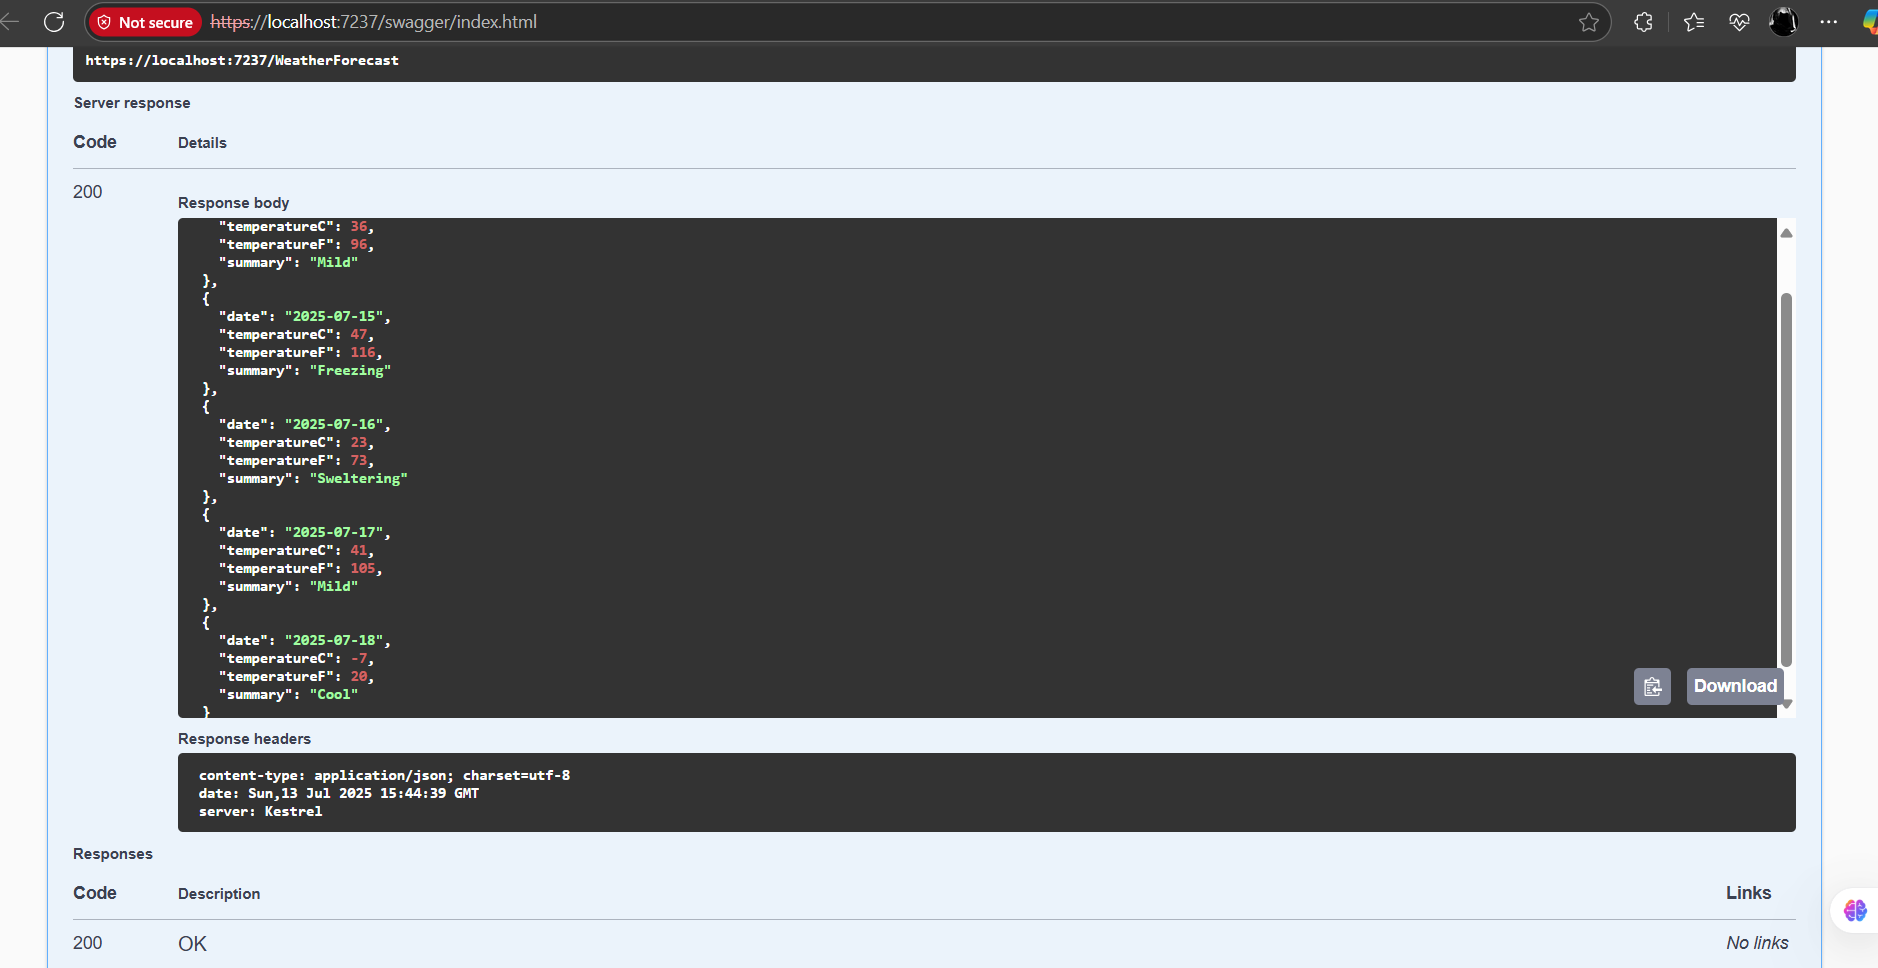 Not secure https://localhost:7237/swagger/index.html
https://localhost:7237/WeatherForecast
Server response
Code Details
200
Response body
"temperatureC": 36,
"temperatureF": 96,
"summary": "Mild"
},
{
"date": "2025-07-15",
"temperatureC": 47,
"temperatureF": 116,
"summary": "Freezing"
},
{
"date": "2025-07-16",
"temperatureC": 23,
"temperatureF": 73,
"summary": "Sweltering"
},
{
"date": "2025-07-17",
"temperatureC": 41,
"temperatureF": 105,
"summary": "Mild"
},
{
"date": "2025-07-18",
"temperatureC": -7,
"temperatureF": 20,
"summary": "Cool"
}
Download
Response headers
content-type: application/json; charset=utf-8
date: Sun,13 Jul 2025 15:44:39 GMT
server: Kestrel
Responses
Code Description Links
200 OK No links